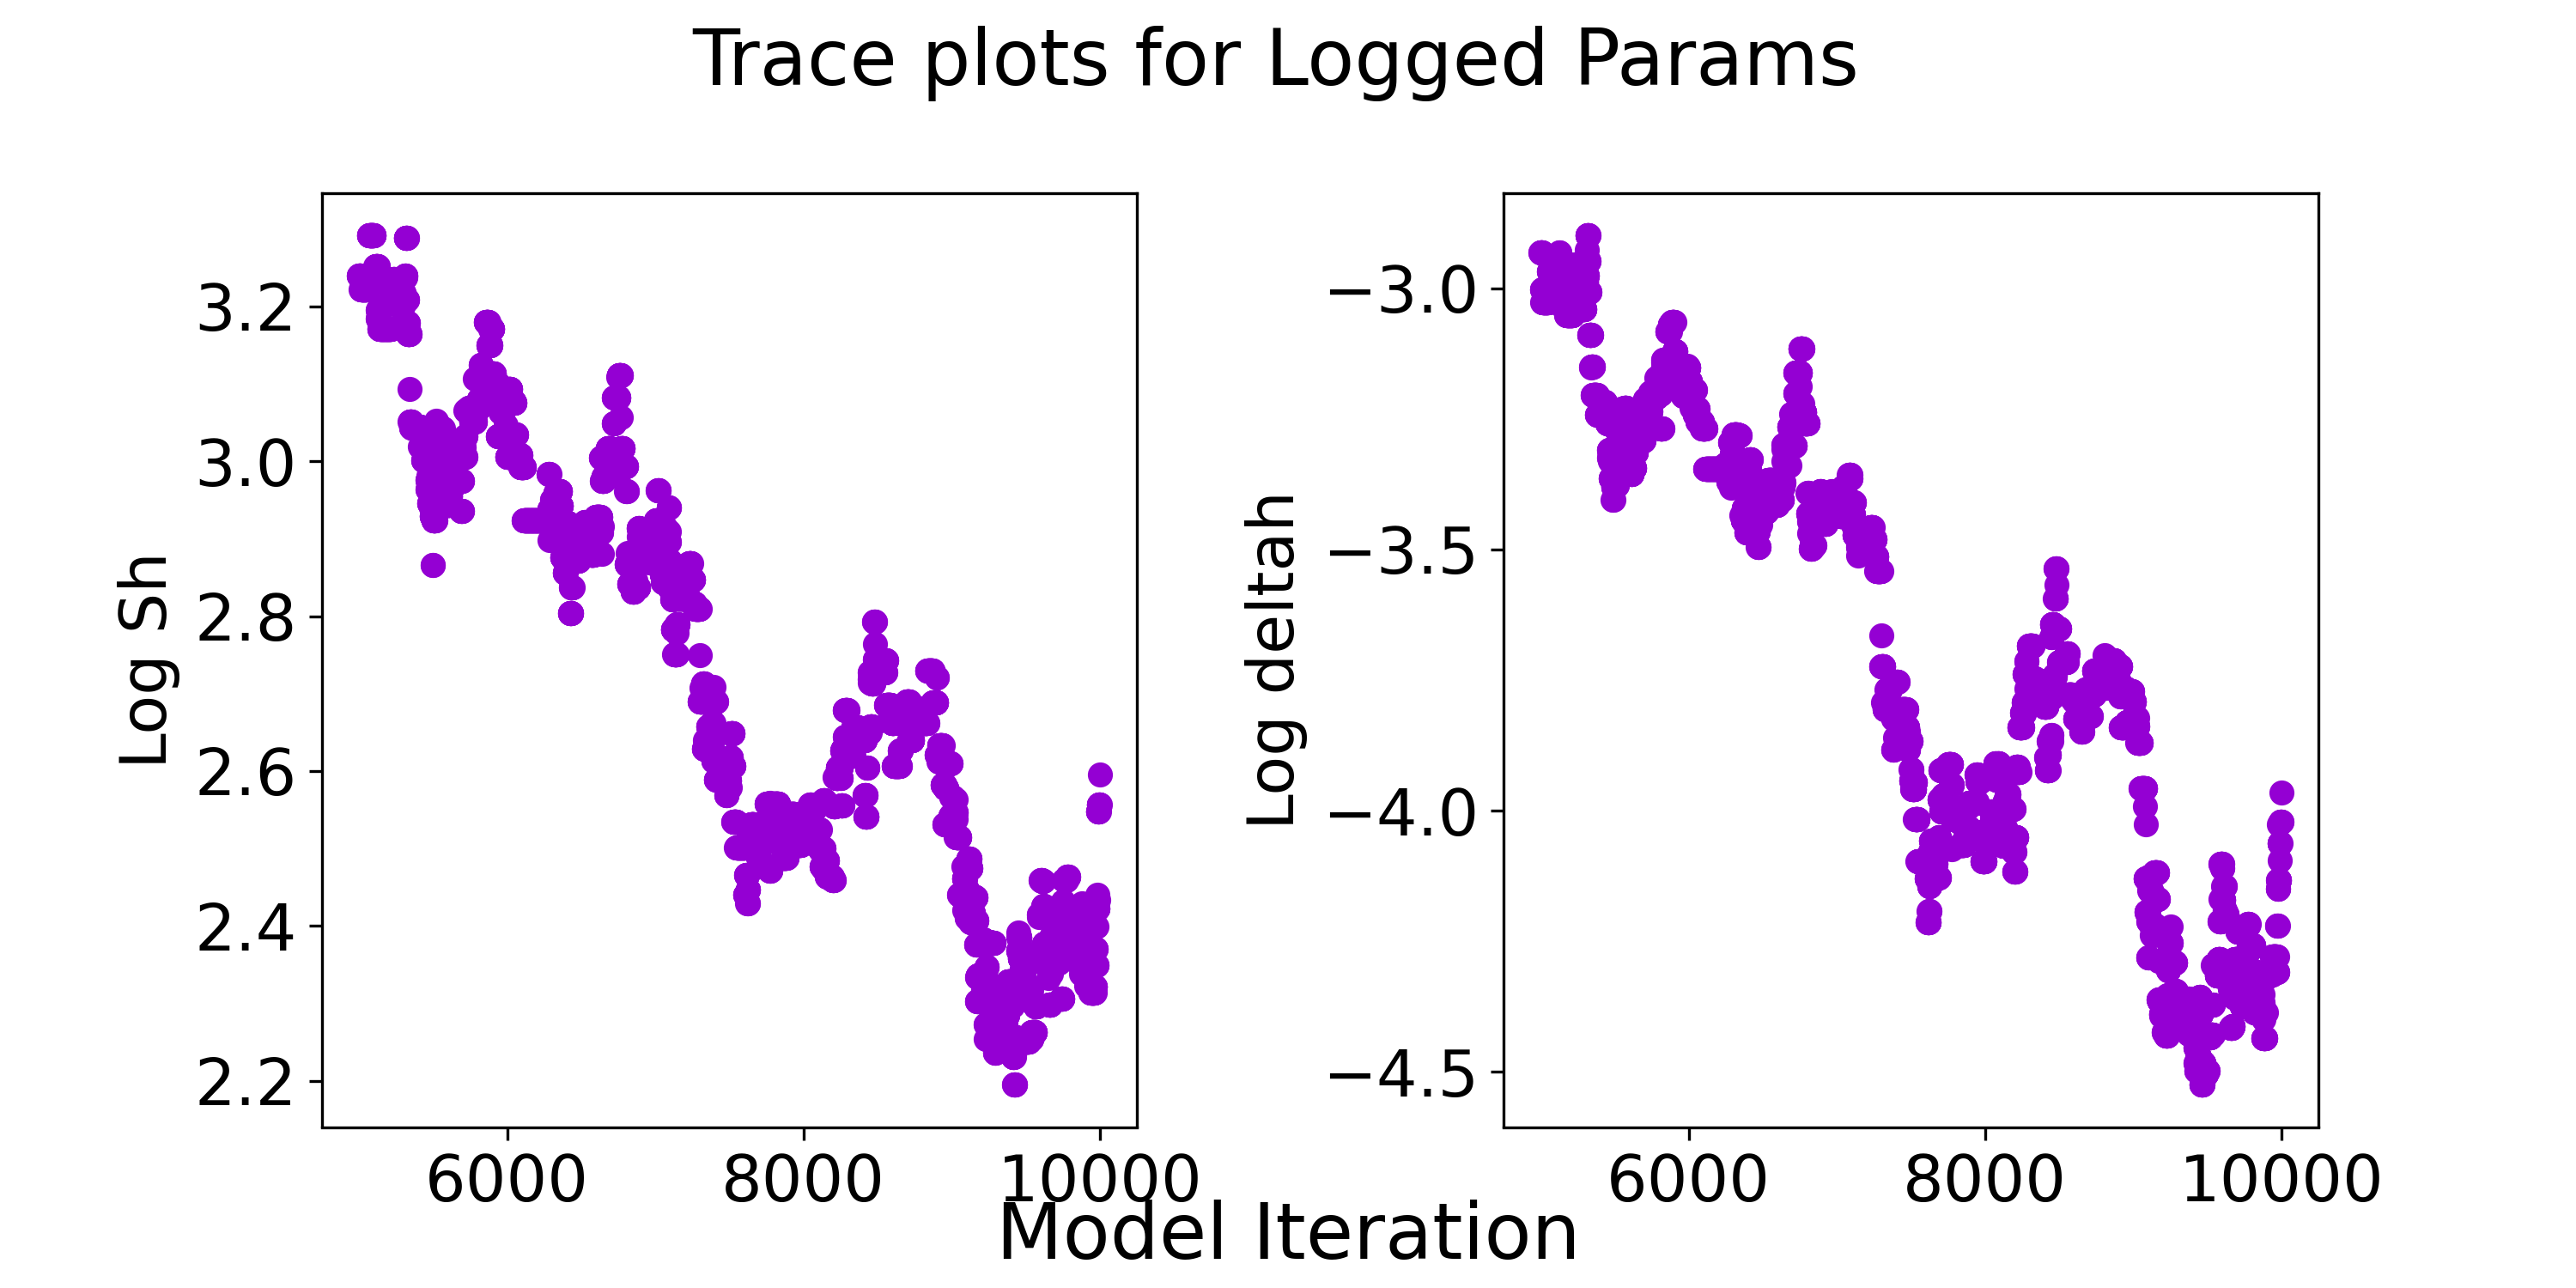 Trace plots for Logged Params
Log Sh
3.2
3.0
2.8
2.6
2.4
2.2
6000 8000 10000
Log deltah
−3.0
−3.5
−4.0
−4.5
6000 8000 10000
Model Iteration